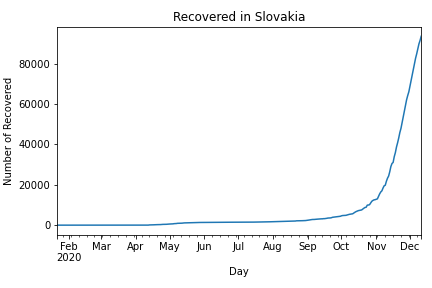 Recovered in Slovakia
Number of Recovered
80000
60000
40000
20000
0
Feb Mar Apr May Jun Jul Aug Sep Oct Nov Dec
2020
Day